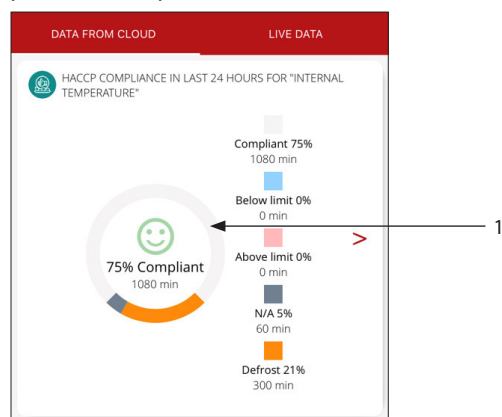 DATA FROM CLOUD
LIVE DATA
HACCP COMPLIANCE IN LAST 24 HOURS FOR "INTERNAL
TEMPERATURE"
Compliant 75%
1080 min
Below limit 0%
0 min
Above limit 0%
0 min
N/A 5%
60 min
Defrost 21%
300 min
75% Compliant
1080 min
>
1